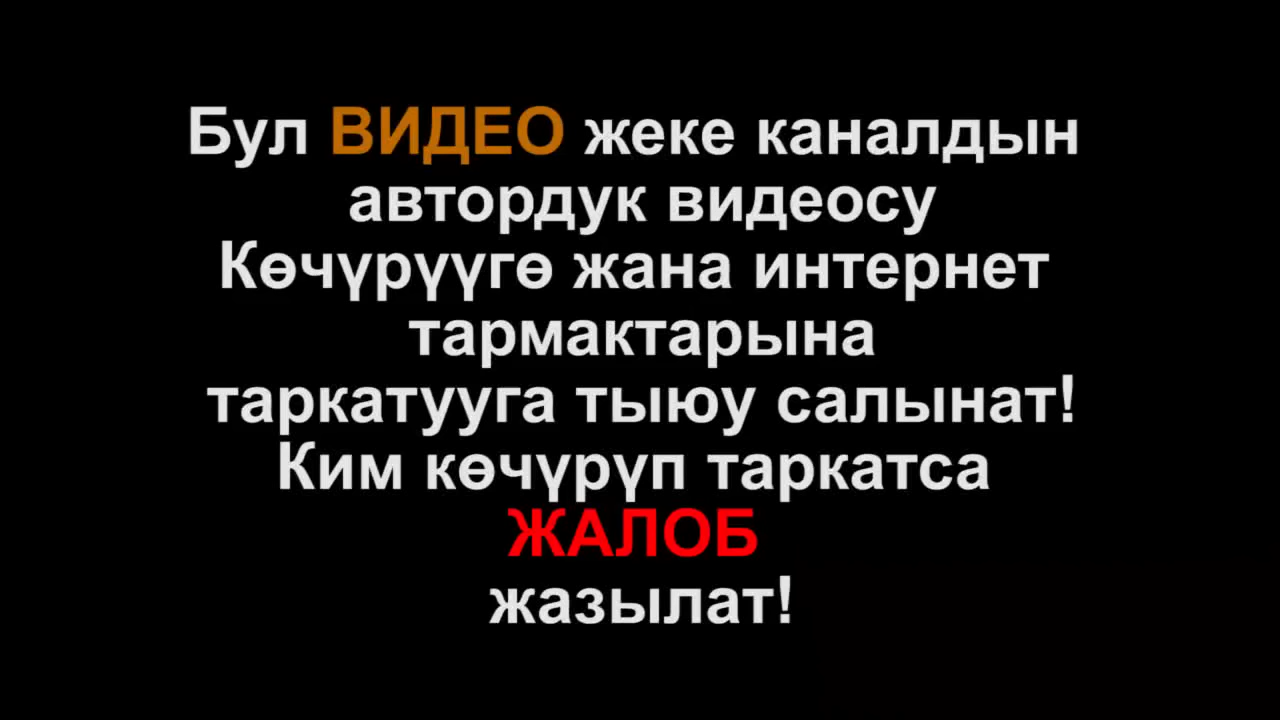 Бул ВИДЕО жеке каналдын
автордук видеосу
Көчүрүүгө жана интернет
тармактарына
таркатууга тыюу салынат!
Ким көчүрүп таркатса
ЖАЛОБ
жазылат!